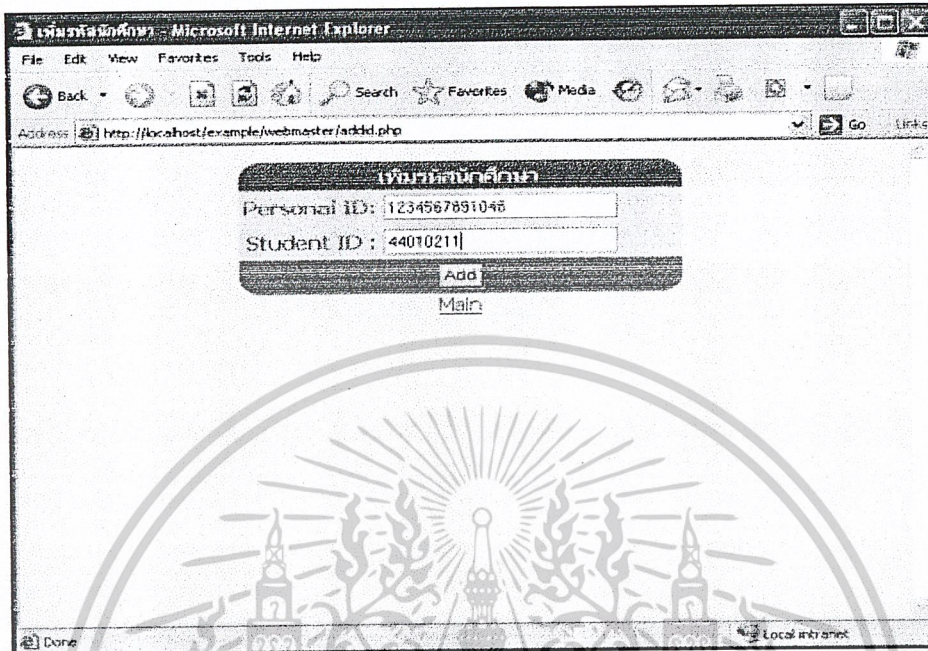 เพิ่มรหัสนักศึกษา - Microsoft Internet Explorer
File Edit View Favorites Tools Help
Back Search Favorites Media
Address http://localhost/example/webmaster/addid.php Go Links
เพิ่มรหัสนักศึกษา
Personal ID: 1234567891046
Student ID : 44010211
Add
Main
Done Local intranet